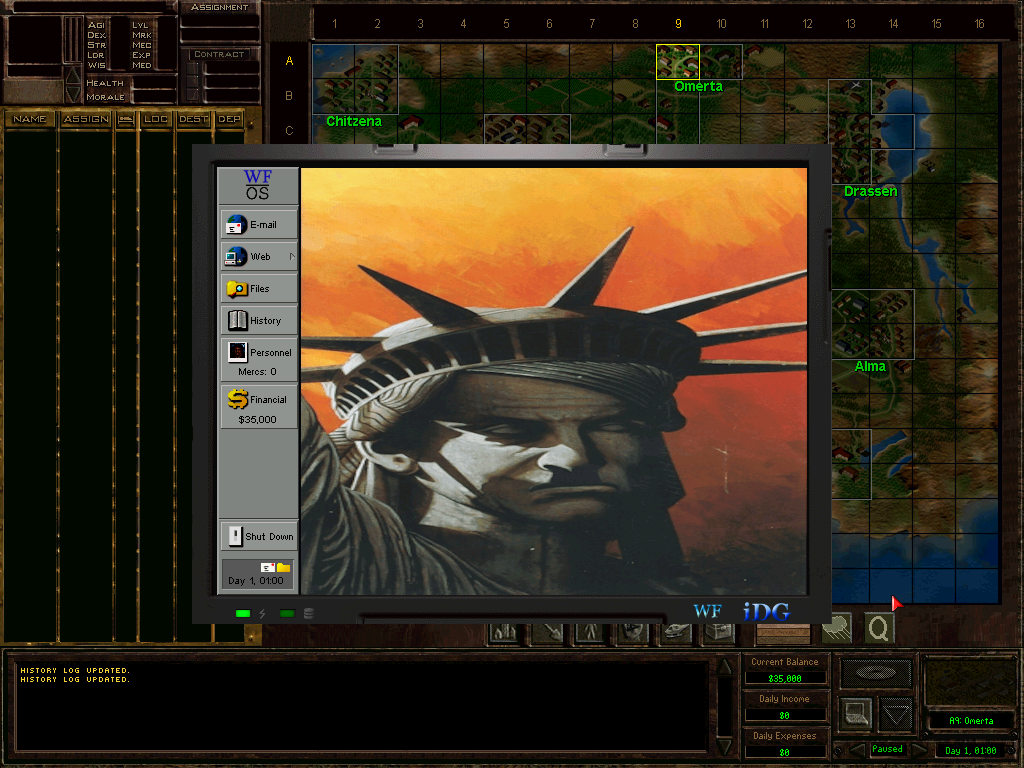 ASSIGNMENT
AGI LVL
DEX MRK
STR MEC
LDR EXP
WIS MED
CONTRACT
HEALTH
MORALE
NAME ASSIGN LOC DEST DEP
1 2 3 4 5 6 7 8 9 10 11 12 13 14 15 16
A
B
C
Omerta
Chitzena
Drassen
Alma
WF
OS
E-mail
Web
Files
History
Personnel
Mercs: 0
Financial
$35,000
Shut Down
Day 1, 01:00
WF iDG
Q
HISTORY LOG UPDATED.
HISTORY LOG UPDATED.
Current Balance
$35,000
Daily Income
$0
Daily Expenses
$0
A9: Omerta
Paused
Day 1, 01:00